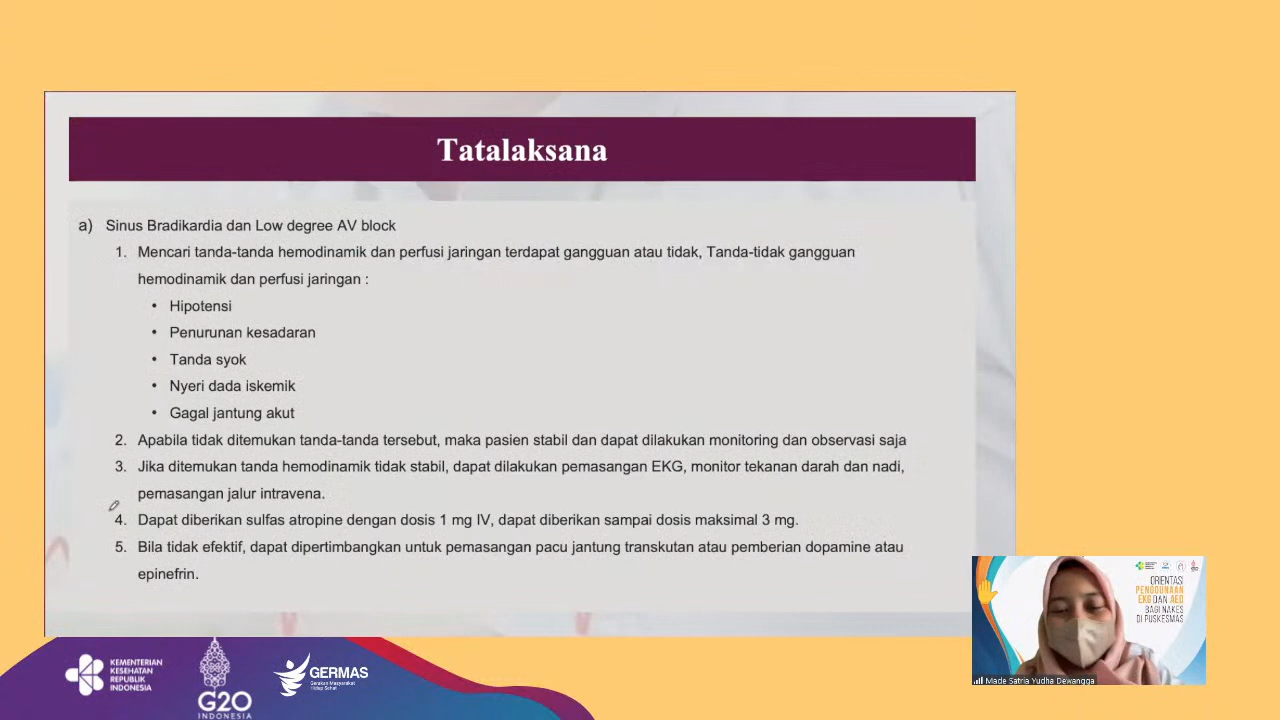 Tatalaksana
a) Sinus Bradikardia dan Low degree AV block
1. Mencari tanda-tanda hemodinamik dan perfusi jaringan terdapat gangguan atau tidak, Tanda-tidak gangguan
hemodinamik dan perfusi jaringan :
• Hipotensi
• Penurunan kesadaran
• Tanda syok
• Nyeri dada iskemik
• Gagal jantung akut
2. Apabila tidak ditemukan tanda-tanda tersebut, maka pasien stabil dan dapat dilakukan monitoring dan observasi saja
3. Jika ditemukan tanda hemodinamik tidak stabil, dapat dilakukan pemasangan EKG, monitor tekanan darah dan nadi,
pemasangan jalur intravena.
4. Dapat diberikan sulfas atropine dengan dosis 1 mg IV, dapat diberikan sampai dosis maksimal 3 mg.
5. Bila tidak efektif, dapat dipertimbangkan untuk pemasangan pacu jantung transkutan atau pemberian dopamine atau
epinefrin.
KEMENTERIAN
KESEHATAN
REPUBLIK
INDONESIA
G20
INDONESIA
GERMAS
Gerakan Masyarakat
Hidup Sehat
ORIENTASI
PENGGUNAAN
EKG DAN AED
BAGI NAKES
DI PUSKESMAS
Made Satria Yudha Dewangga